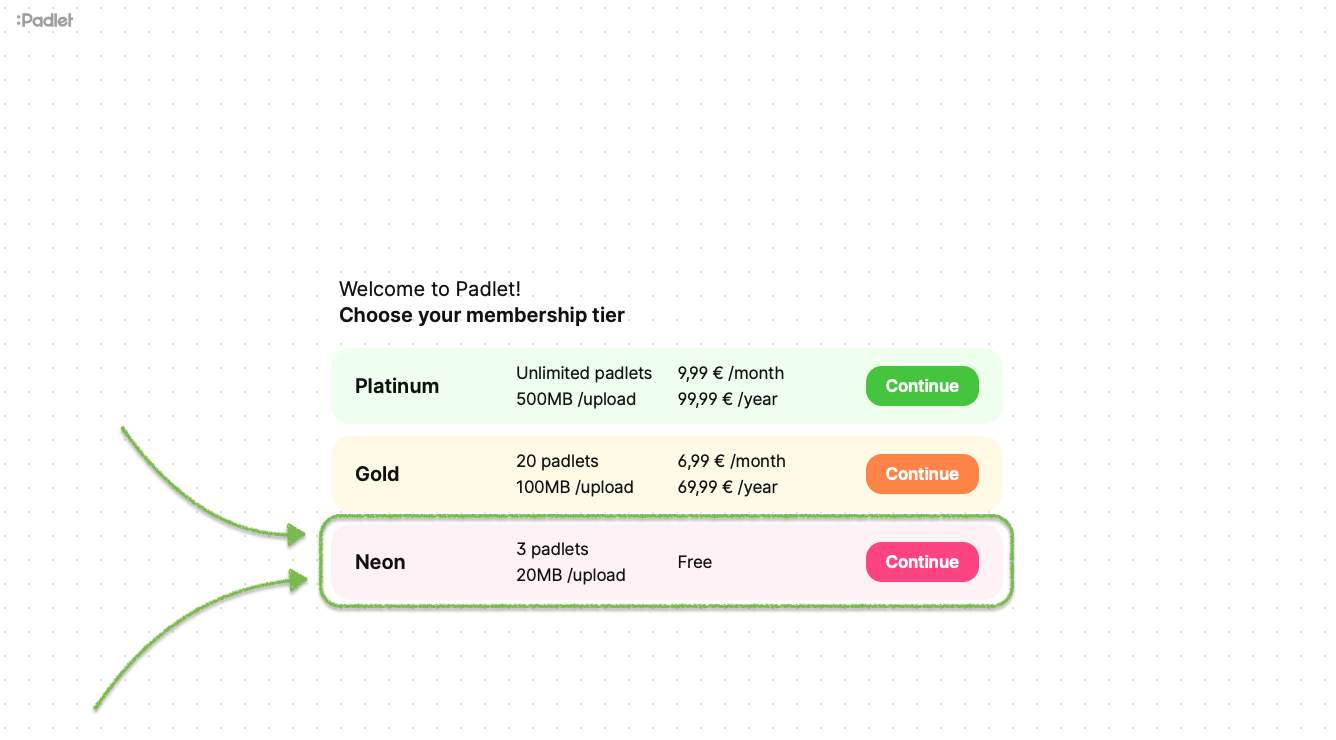 :Padlet
Welcome to Padlet!
Choose your membership tier
Platinum
Unlimited padlets
500MB /upload
9,99 € /month
99,99 € /year
Continue
Gold
20 padlets
100MB /upload
6,99 € /month
69,99 € /year
Continue
Neon
3 padlets
20MB /upload
Free
Continue